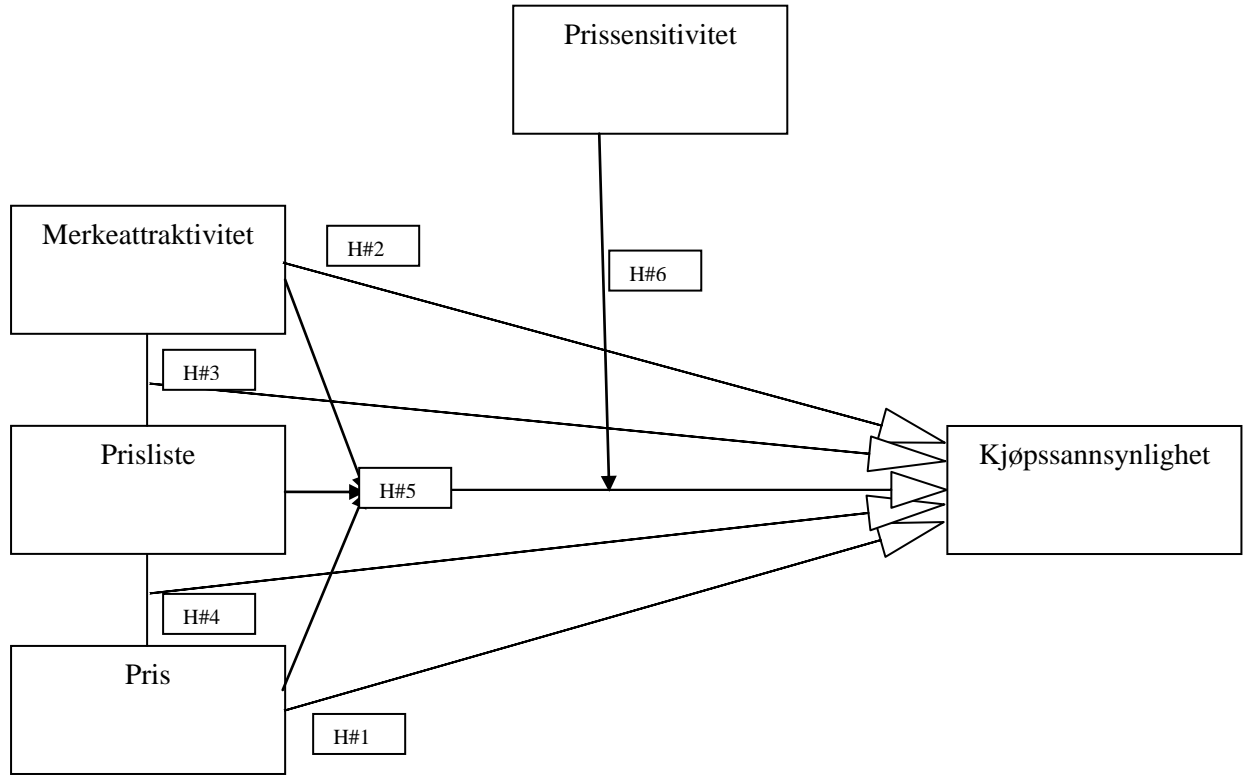 Prissensitivitet
Merkeattraktivitet
H#2
H#6
H#3
Prisliste
Kjøpssannsynlighet
H#5
H#4
Pris
H#1